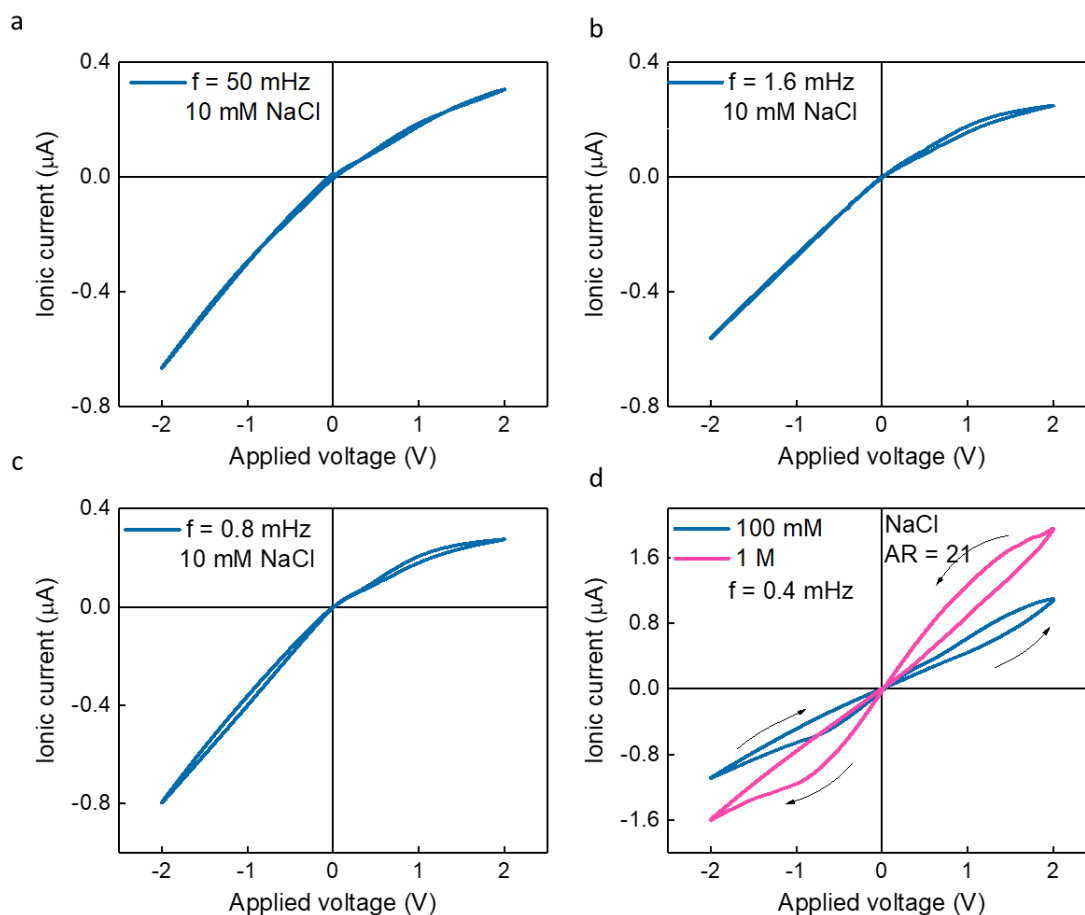 a
f = 50 mHz
10 mM NaCl
0.4
0.0
-0.4
-0.8
-2
-1
0
1
2
Ionic current (µA)
Applied voltage (V)
b
f = 1.6 mHz
10 mM NaCl
0.4
0.0
-0.4
-0.8
-2
-1
0
1
2
Ionic current (µA)
Applied voltage (V)
c
f = 0.8 mHz
10 mM NaCl
0.4
0.0
-0.4
-0.8
-2
-1
0
1
2
Ionic current (µA)
Applied voltage (V)
d
100 mM
1 M
f = 0.4 mHz
NaCl
AR = 21
1.6
0.8
0.0
-0.8
-1.6
-2
-1
0
1
2
Ionic current (µA)
Applied voltage (V)